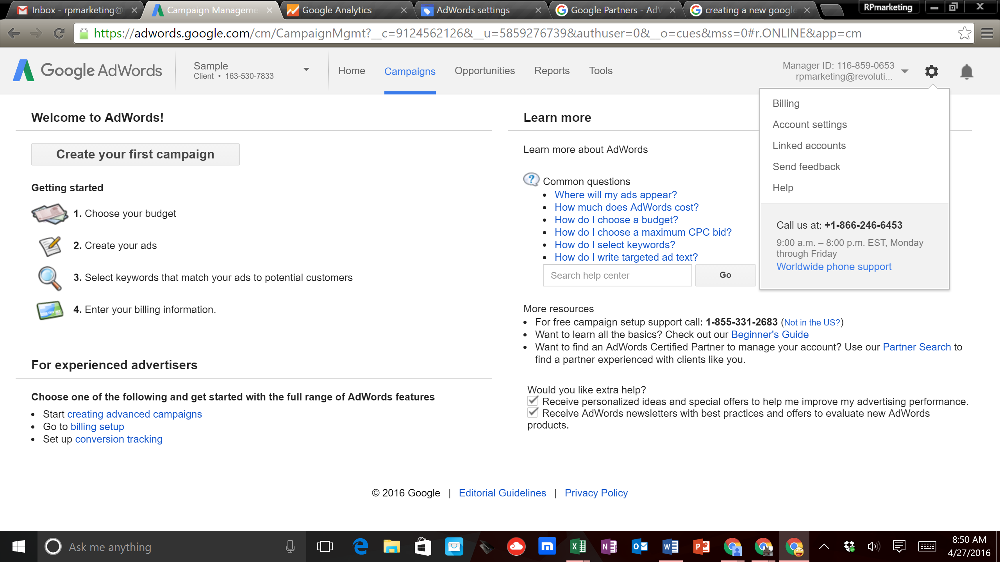 Inbox - rpmarketing@
Campaign Manageme
Google Analytics
AdWords settings
Google Partners - AdW
creating a new google
RPmarketing
https://adwords.google.com/cm/CampaignMgmt?__c=9124562126&__u=5859276739&authuser=0&__o=cues&mss=0#r.ONLINE&app=cm
Google AdWords
Sample
Client • 163-530-7833
Home
Campaigns
Opportunities
Reports
Tools
Manager ID: 116-859-0653
rpmarketing@revoluti...
Billing
Account settings
Linked accounts
Send feedback
Help
Call us at: +1-866-246-6453
9:00 a.m. – 8:00 p.m. EST, Monday
through Friday
Worldwide phone support
Welcome to AdWords!
Create your first campaign
Getting started
1. Choose your budget
2. Create your ads
3. Select keywords that match your ads to potential customers
4. Enter your billing information.
For experienced advertisers
Choose one of the following and get started with the full range of AdWords features
• Start creating advanced campaigns
• Go to billing setup
• Set up conversion tracking
Learn more
Learn more about AdWords
Common questions
• Where will my ads appear?
• How much does AdWords cost?
• How do I choose a budget?
• How do I choose a maximum CPC bid?
• How do I select keywords?
• How do I write targeted ad text?
Search help center
Go
More resources
• For free campaign setup support call: 1-855-331-2683 (Not in the US?)
• Want to learn all the basics? Check out our Beginner's Guide
• Want to find an AdWords Certified Partner to manage your account? Use our Partner Search to
find a partner experienced with clients like you.
Would you like extra help?
Receive personalized ideas and special offers to help me improve my advertising performance.
Receive AdWords newsletters with best practices and offers to evaluate new AdWords
products.
© 2016 Google | Editorial Guidelines | Privacy Policy
Ask me anything
8:50 AM
4/27/2016